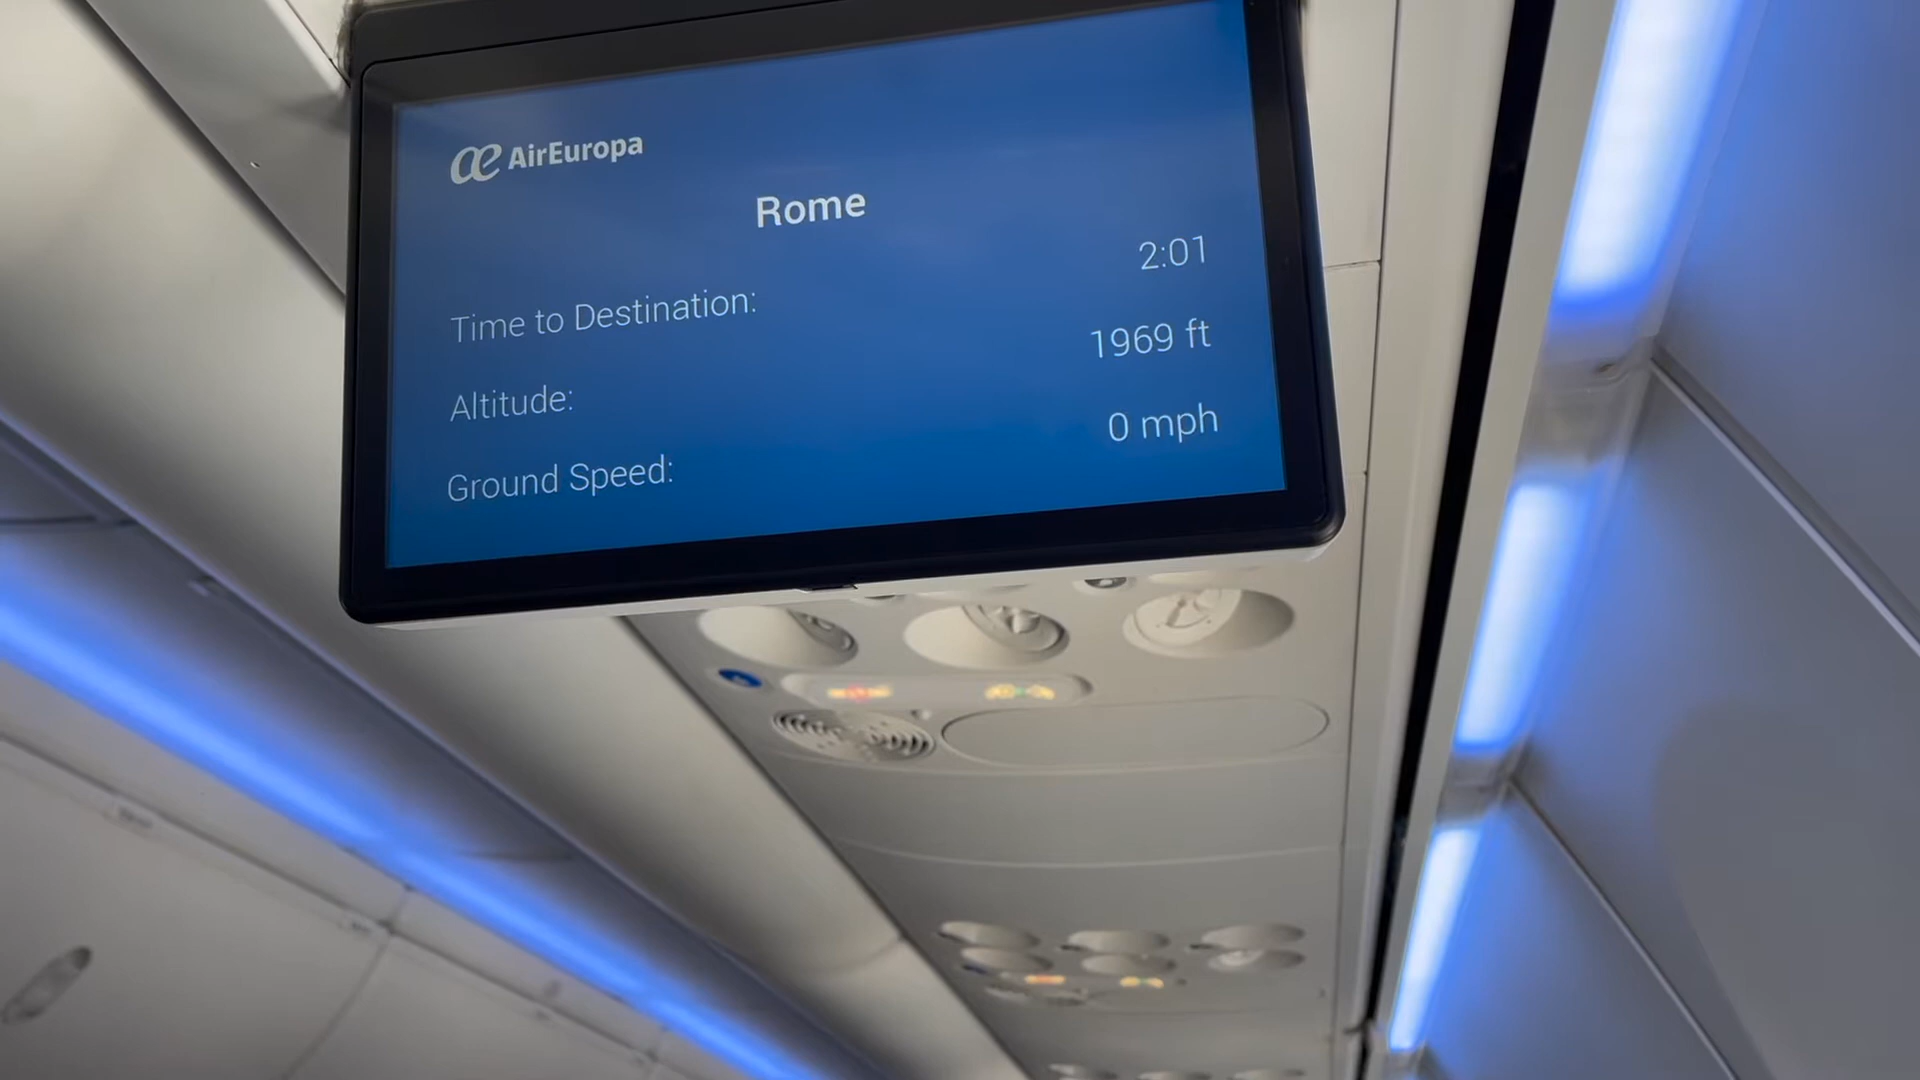 æ AirEuropa
Rome
Time to Destination: 2:01
Altitude: 1969 ft
Ground Speed: 0 mph